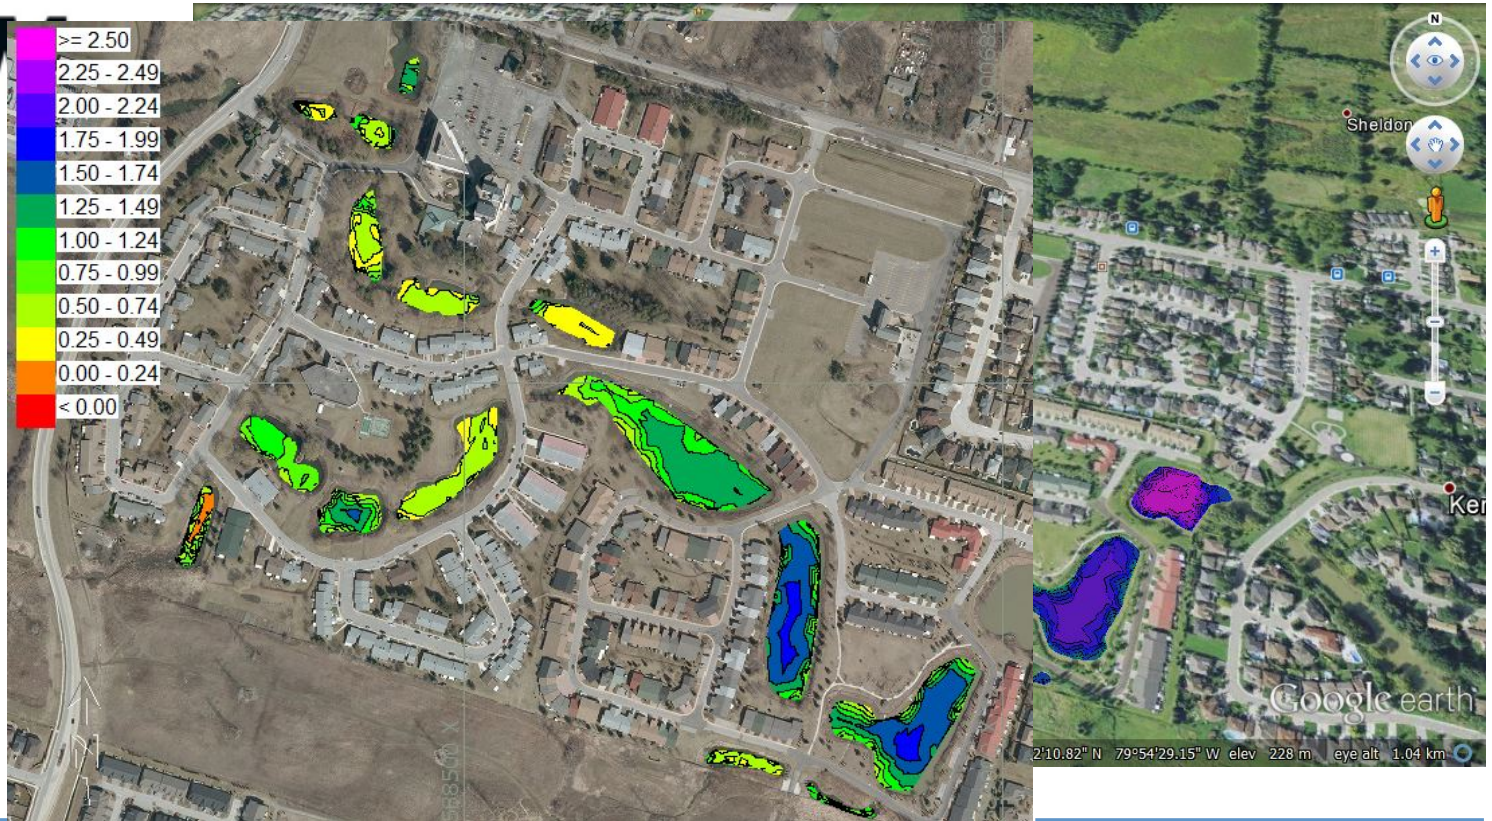 >= 2.50
2.25 - 2.49
2.00 - 2.24
1.75 - 1.99
1.50 - 1.74
1.25 - 1.49
1.00 - 1.24
0.75 - 0.99
0.50 - 0.74
0.25 - 0.49
0.00 - 0.24
< 0.00
N
Sheldon
Ker
Google earth
2'10.82" N 79°54'29.15" W elev 228 m eye alt 1.04 km